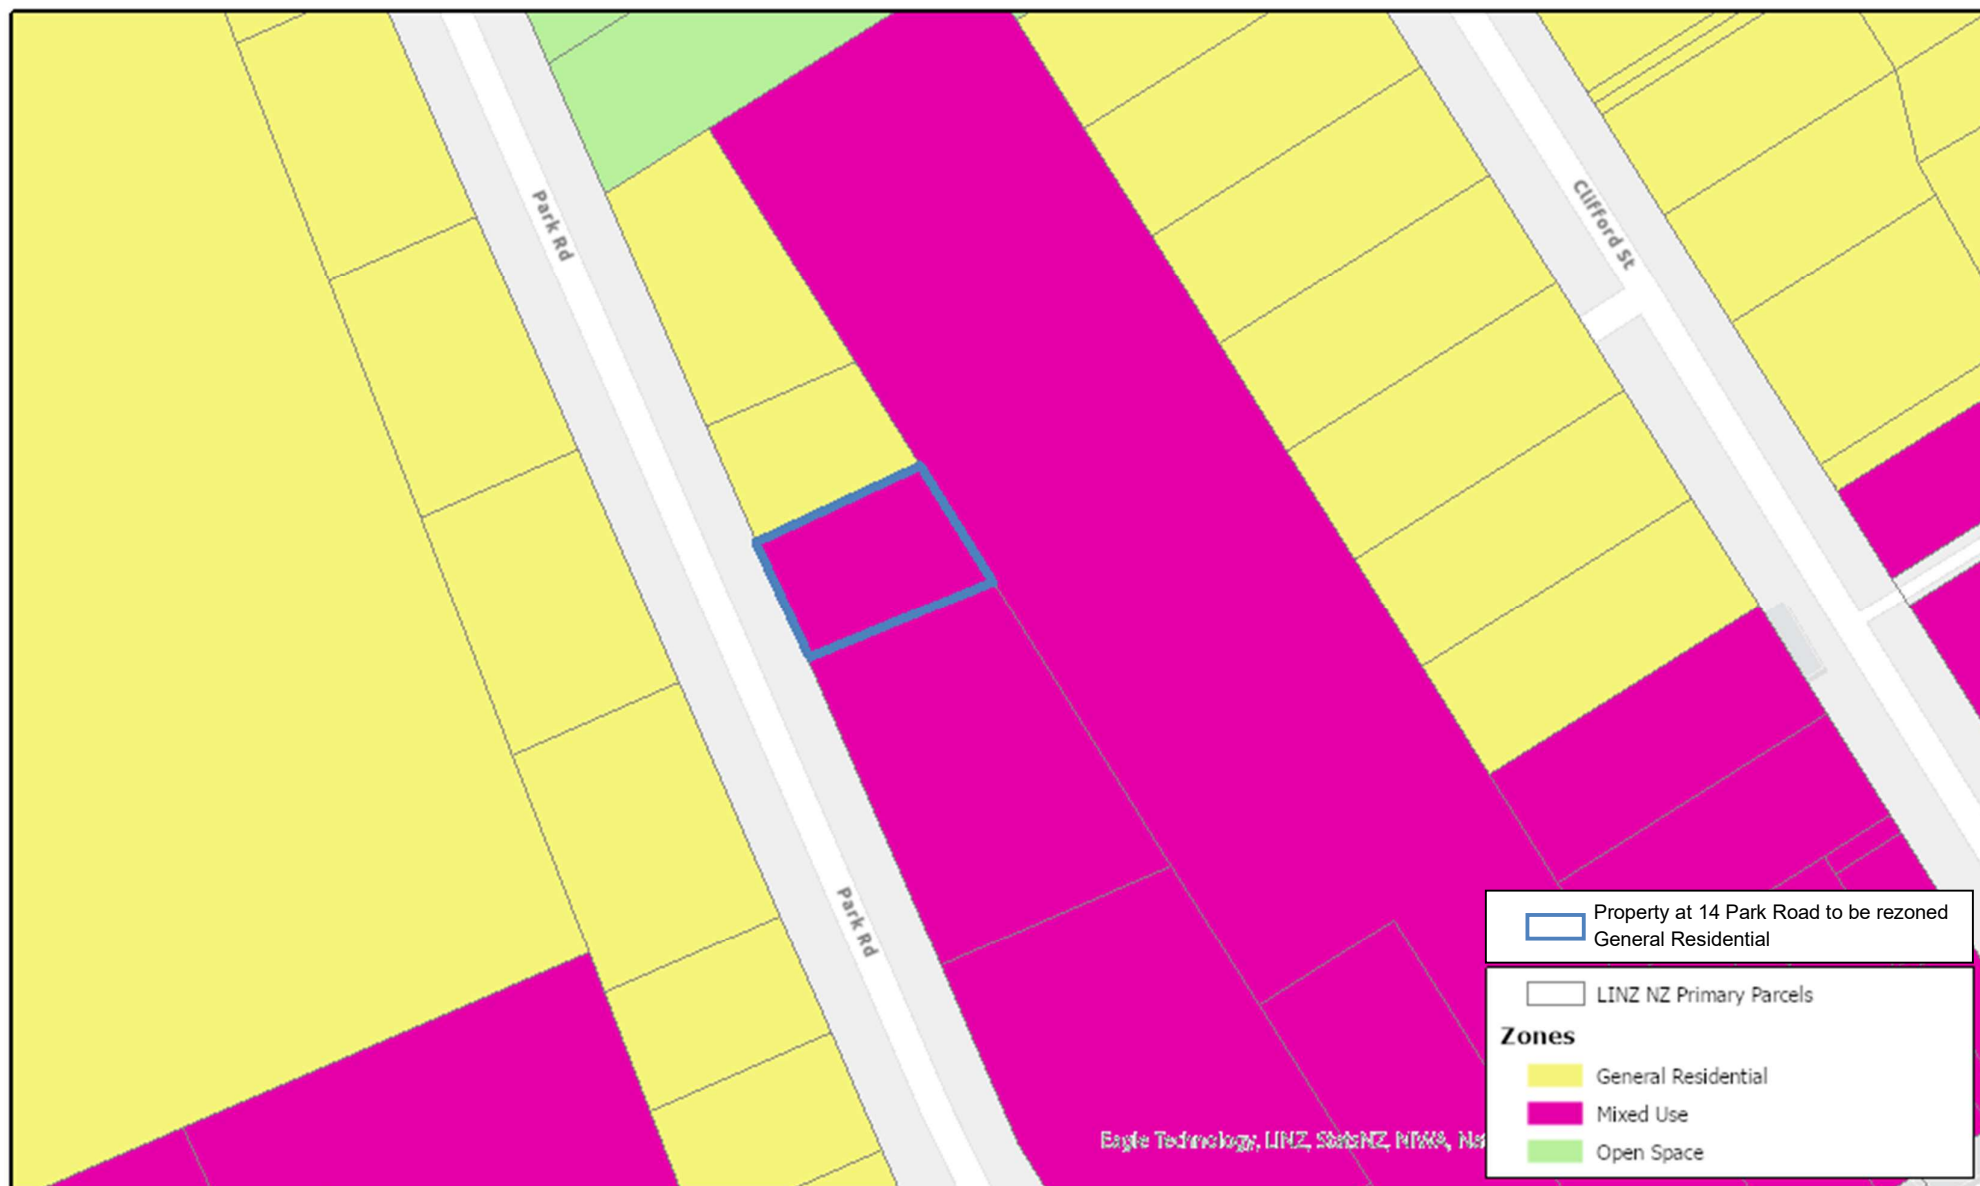 Park Rd
Clifford St
Park Rd
Property at 14 Park Road to be rezoned
General Residential
LINZ NZ Primary Parcels
Zones
General Residential
Mixed Use
Open Space
Eagle Technology, LINZ, StatsNZ, NIWA,